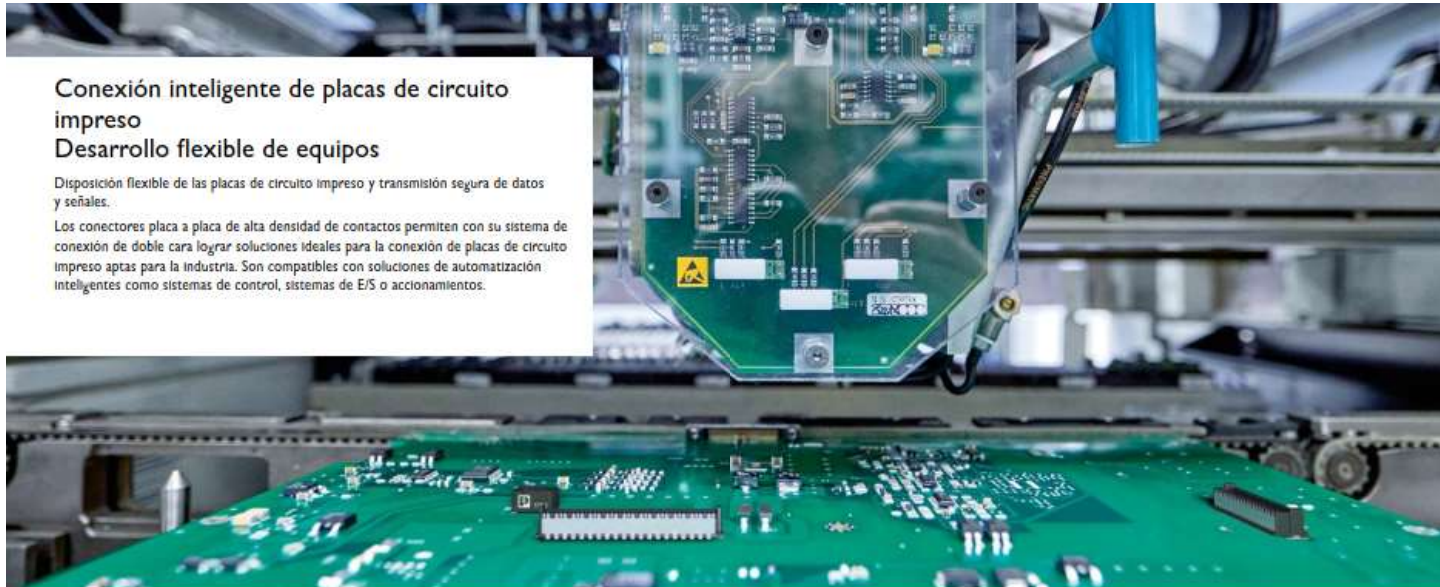 Conexión inteligente de placas de circuito
impreso
Desarrollo flexible de equipos
Disposición flexible de las placas de circuito impreso y transmisión segura de datos
y señales.
Los conectores placa a placa de alta densidad de contactos permiten con su sistema de
conexión de doble cara lograr soluciones ideales para la conexión de placas de circuito
impreso aptas para la industria. Son compatibles con soluciones de automatización
inteligentes como sistemas de control, sistemas de E/S o accionamientos.